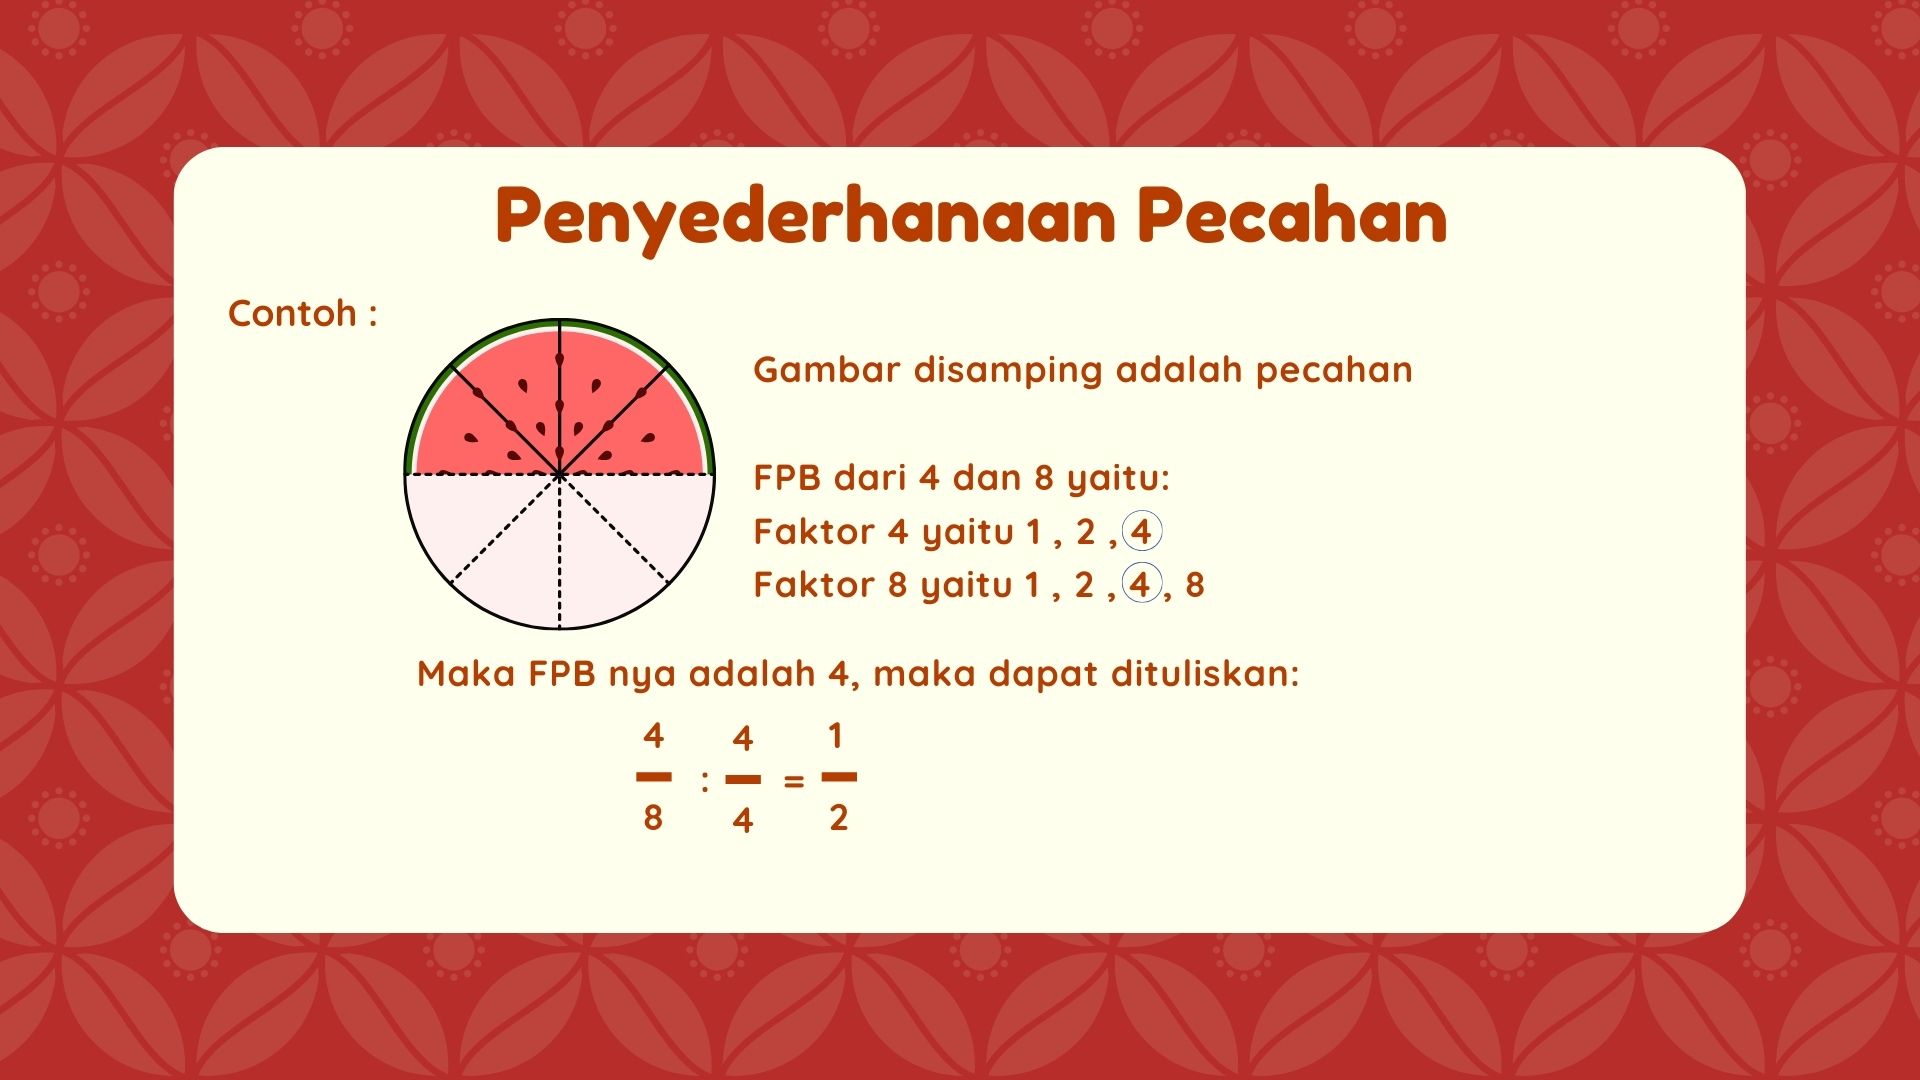 Penyederhanaan Pecahan
Contoh :
Gambar disamping adalah pecahan
FPB dari 4 dan 8 yaitu:
Faktor 4 yaitu 1 , 2 , 4
Faktor 8 yaitu 1 , 2 , 4 , 8
Maka FPB nya adalah 4, maka dapat dituliskan:
4 4 1
: =
8 4 2